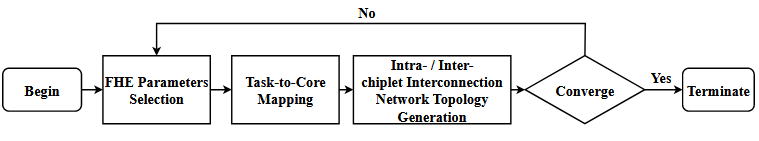 No
Begin
FHE Parameters
Selection
Task-to-Core
Mapping
Intra- / Inter-
chiplet Interconnection
Network Topology
Generation
Converge
Yes
Terminate